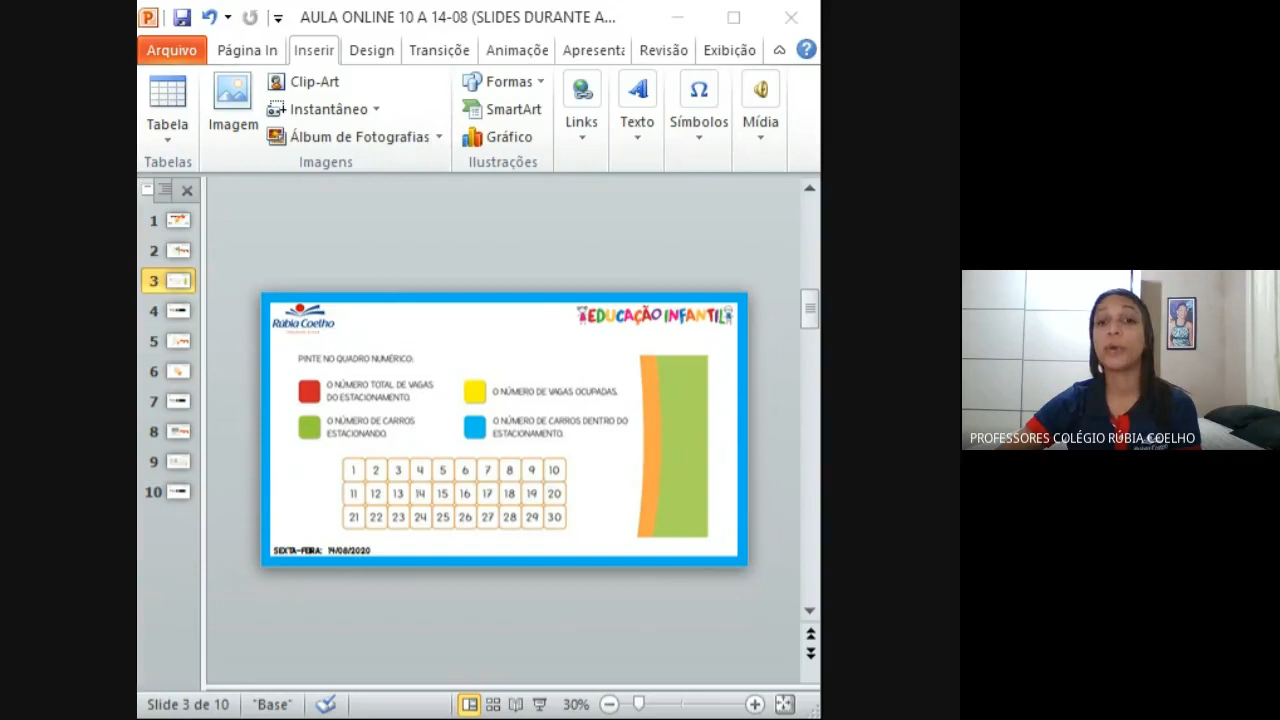 AULA ONLINE 10 A 14-08 (SLIDES DURANTE A...
Arquivo Página In Inserir Design Transiçõe Animaçõe Apresenta Revisão Exibição
Clip-Art
Instantâneo
Álbum de Fotografias
Tabela Imagem
Formas
SmartArt
Gráfico
Links Texto Símbolos Mídia
Tabelas Imagens Ilustrações
1
2
3
4
5
6
7
8
9
10
Rúbia Coelho
EDUCAÇÃO INFANTIL
PINTE NO QUADRO NUMÉRICO:
O NÚMERO TOTAL DE VAGAS
DO ESTACIONAMENTO.
O NÚMERO DE VAGAS OCUPADAS.
O NÚMERO DE CARROS
ESTACIONANDO.
O NÚMERO DE CARROS DENTRO DO
ESTACIONAMENTO.
1 2 3 4 5 6 7 8 9 10
11 12 13 14 15 16 17 18 19 20
21 22 23 24 25 26 27 28 29 30
SEXTA-FEIRA: 14/08/2020
PROFESSORES COLÉGIO RÚBIA COELHO
Slide 3 de 10 "Base" 30%